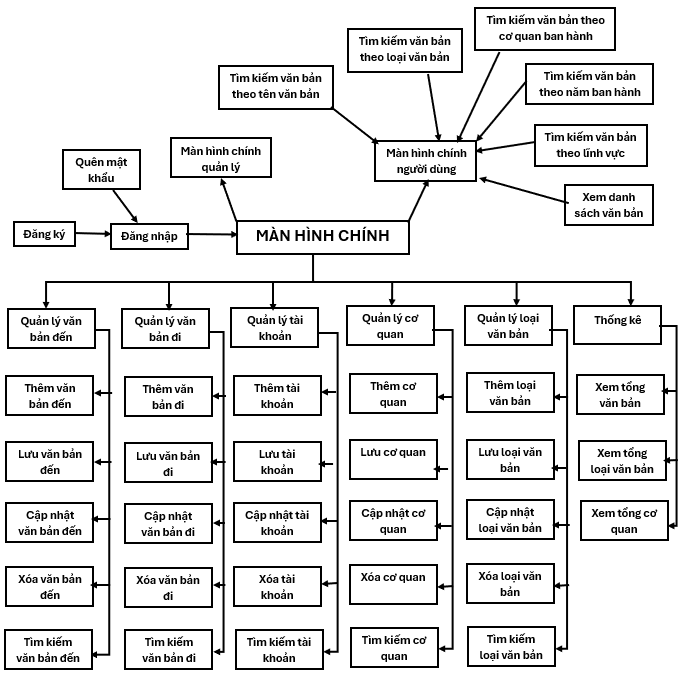 Tìm kiếm văn bản theo
cơ quan ban hành
Tìm kiếm văn bản
theo loại văn bản
Tìm kiếm văn bản
theo tên văn bản
Tìm kiếm văn bản
theo năm ban hành
Tìm kiếm văn bản
theo lĩnh vực
Xem danh
sách văn bản
Màn hình chính
người dùng
Màn hình chính
quản lý
Quên mật
khẩu
Đăng ký
Đăng nhập
MÀN HÌNH CHÍNH
Quản lý văn
bản đến
Thêm văn
bản đến
Lưu văn bản
đến
Cập nhật
văn bản đến
Xóa văn bản
đến
Tìm kiếm
văn bản đến
Quản lý văn
bản đi
Thêm văn
bản đi
Lưu văn bản
đi
Cập nhật
văn bản đi
Xóa văn bản
đi
Tìm kiếm
văn bản đi
Quản lý tài
khoản
Thêm tài
khoản
Lưu tài
khoản
Cập nhật tài
khoản
Xóa tài
khoản
Tìm kiếm tài
khoản
Quản lý cơ
quan
Thêm cơ
quan
Lưu cơ quan
Cập nhật cơ
quan
Xóa cơ quan
Tìm kiếm cơ
quan
Quản lý loại
văn bản
Thêm loại
văn bản
Lưu loại văn
bản
Cập nhật
loại văn bản
Xóa loại văn
bản
Tìm kiếm
loại văn bản
Thống kê
Xem tổng
văn bản
Xem tổng
loại văn bản
Xem tổng cơ
quan